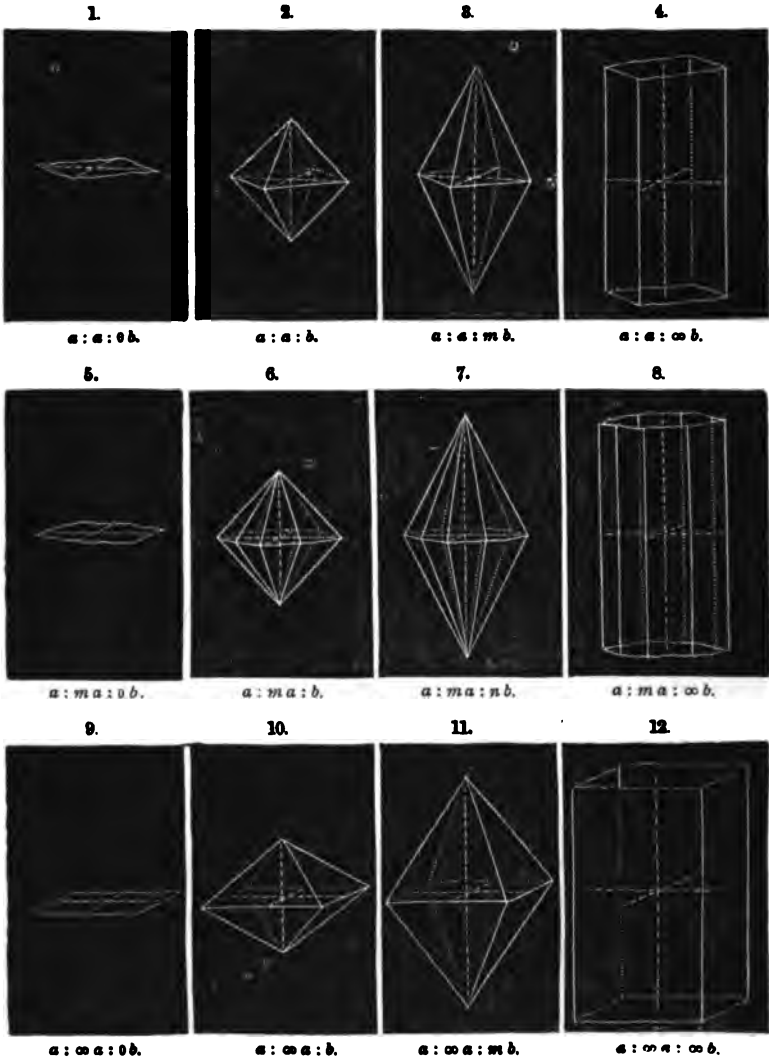 1. 2. 3. 4.
a : a : 0 b. a : a : b. a : a : m b. a : a : ∞ b.
5. 6. 7. 8.
a : m a : 0 b. a : m a : b. a : m a : n b. a : m a : ∞ b.
9. 10. 11. 12.
a : ∞ a : 0 b. a : ∞ a : b. a : ∞ a : m b. a : ∞ a : ∞ b.